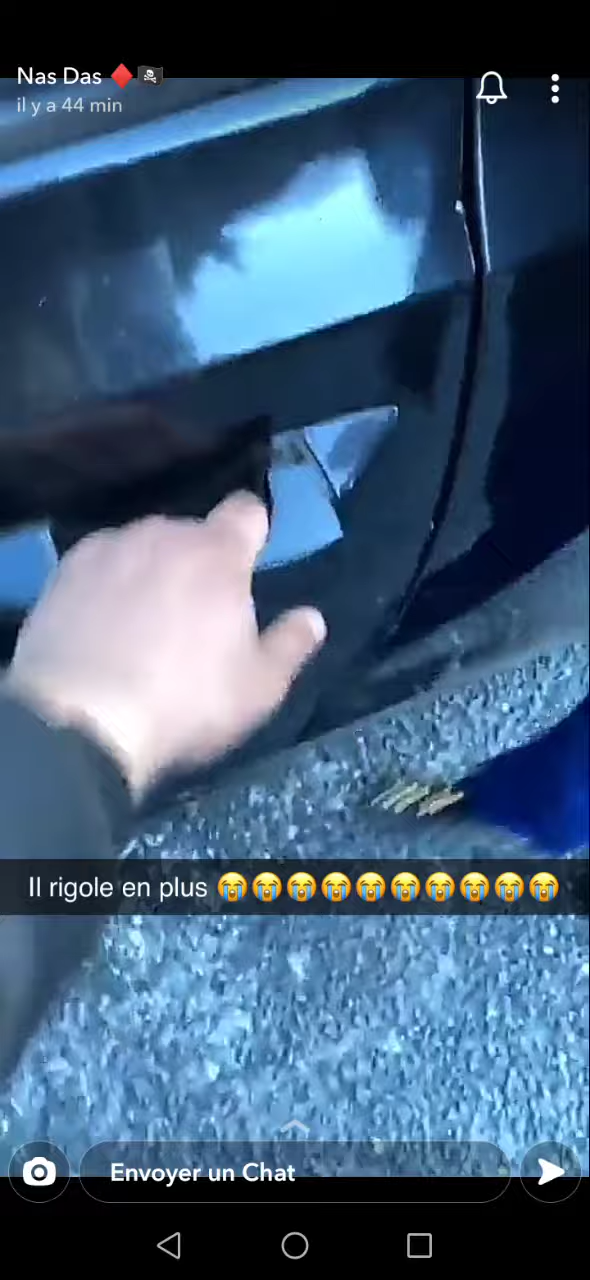 Nas Das ♦️🏴‍☠️
il y a 44 min
Il rigole en plus 😭😭😭😭😭😭😭😭😭😭
Envoyer un Chat